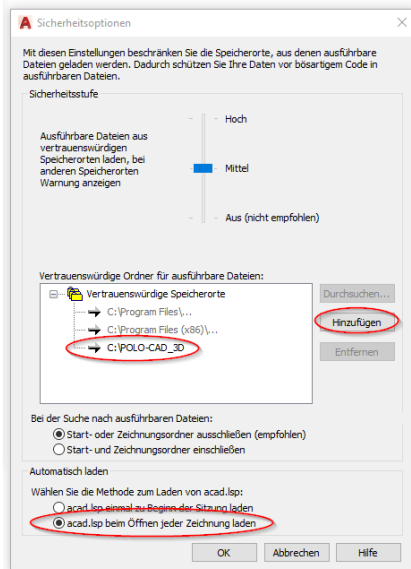 A Sicherheitsoptionen
Mit diesen Einstellungen beschränken Sie die Speicherorte, aus denen ausführbare
Dateien geladen werden. Dadurch schützen Sie Ihre Daten vor bösartigem Code in
ausführbaren Dateien.
Sicherheitsstufe
Hoch
Ausführbare Dateien aus
vertrauenswürdigen
Speicherorten laden, bei
anderen Speicherorten
Warnung anzeigen
Mittel
Aus (nicht empfohlen)
Vertrauenswürdige Ordner für ausführbare Dateien:
Vertrauenswürdige Speicherorte
C:\Program Files\...
C:\Program Files (x86)\...
C:\POLO-CAD_3D
Durchsuchen...
Hinzufügen
Entfernen
Bei der Suche nach ausführbaren Dateien:
Start- oder Zeichnungsordner ausschließen (empfohlen)
Start- und Zeichnungsordner einschließen
Automatisch laden
Wählen Sie die Methode zum Laden von acad.lsp:
acad.lsp einmal zu Beginn der Sitzung laden
acad.lsp beim Öffnen jeder Zeichnung laden
OK Abbrechen Hilfe